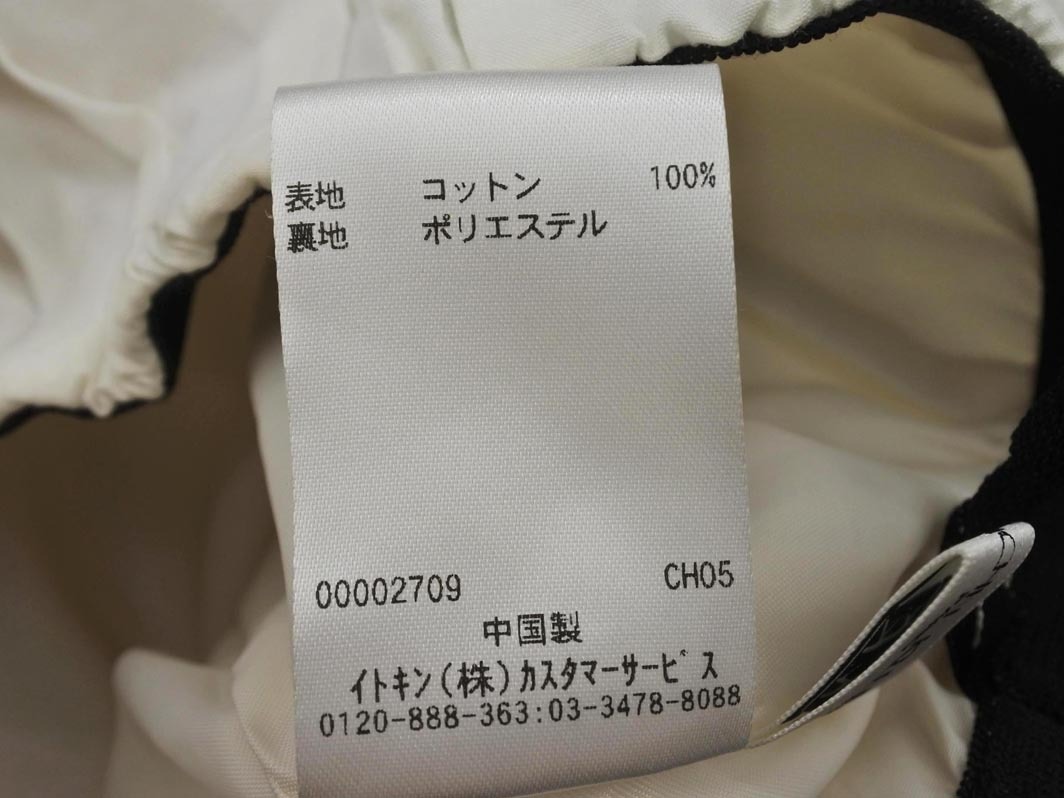 表地 コットン 100%
裏地 ポリエステル
00002709 CH05
中国製
イトキン(株)カスタマーサービス
0120-888-363:03-3478-8088